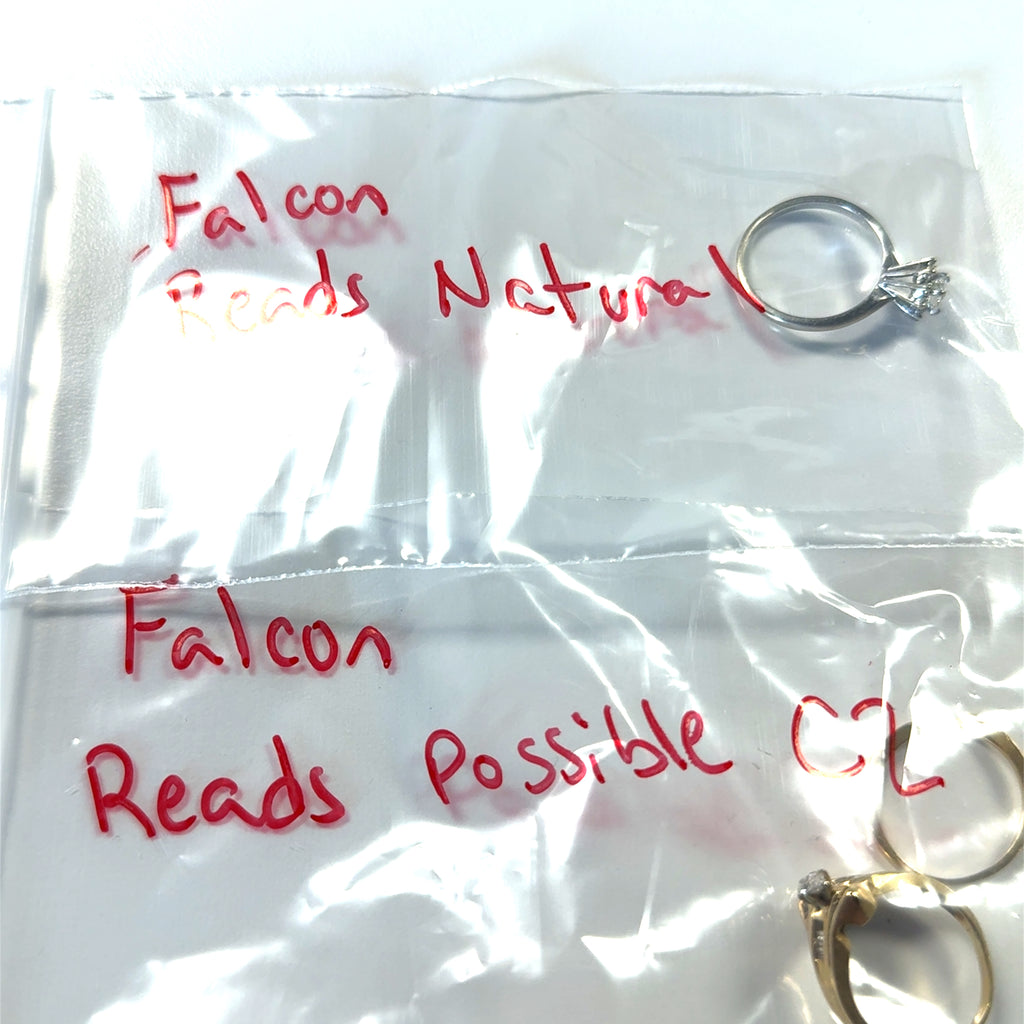 Falcon
Reads Natural
Falcon
Reads Possible CZ